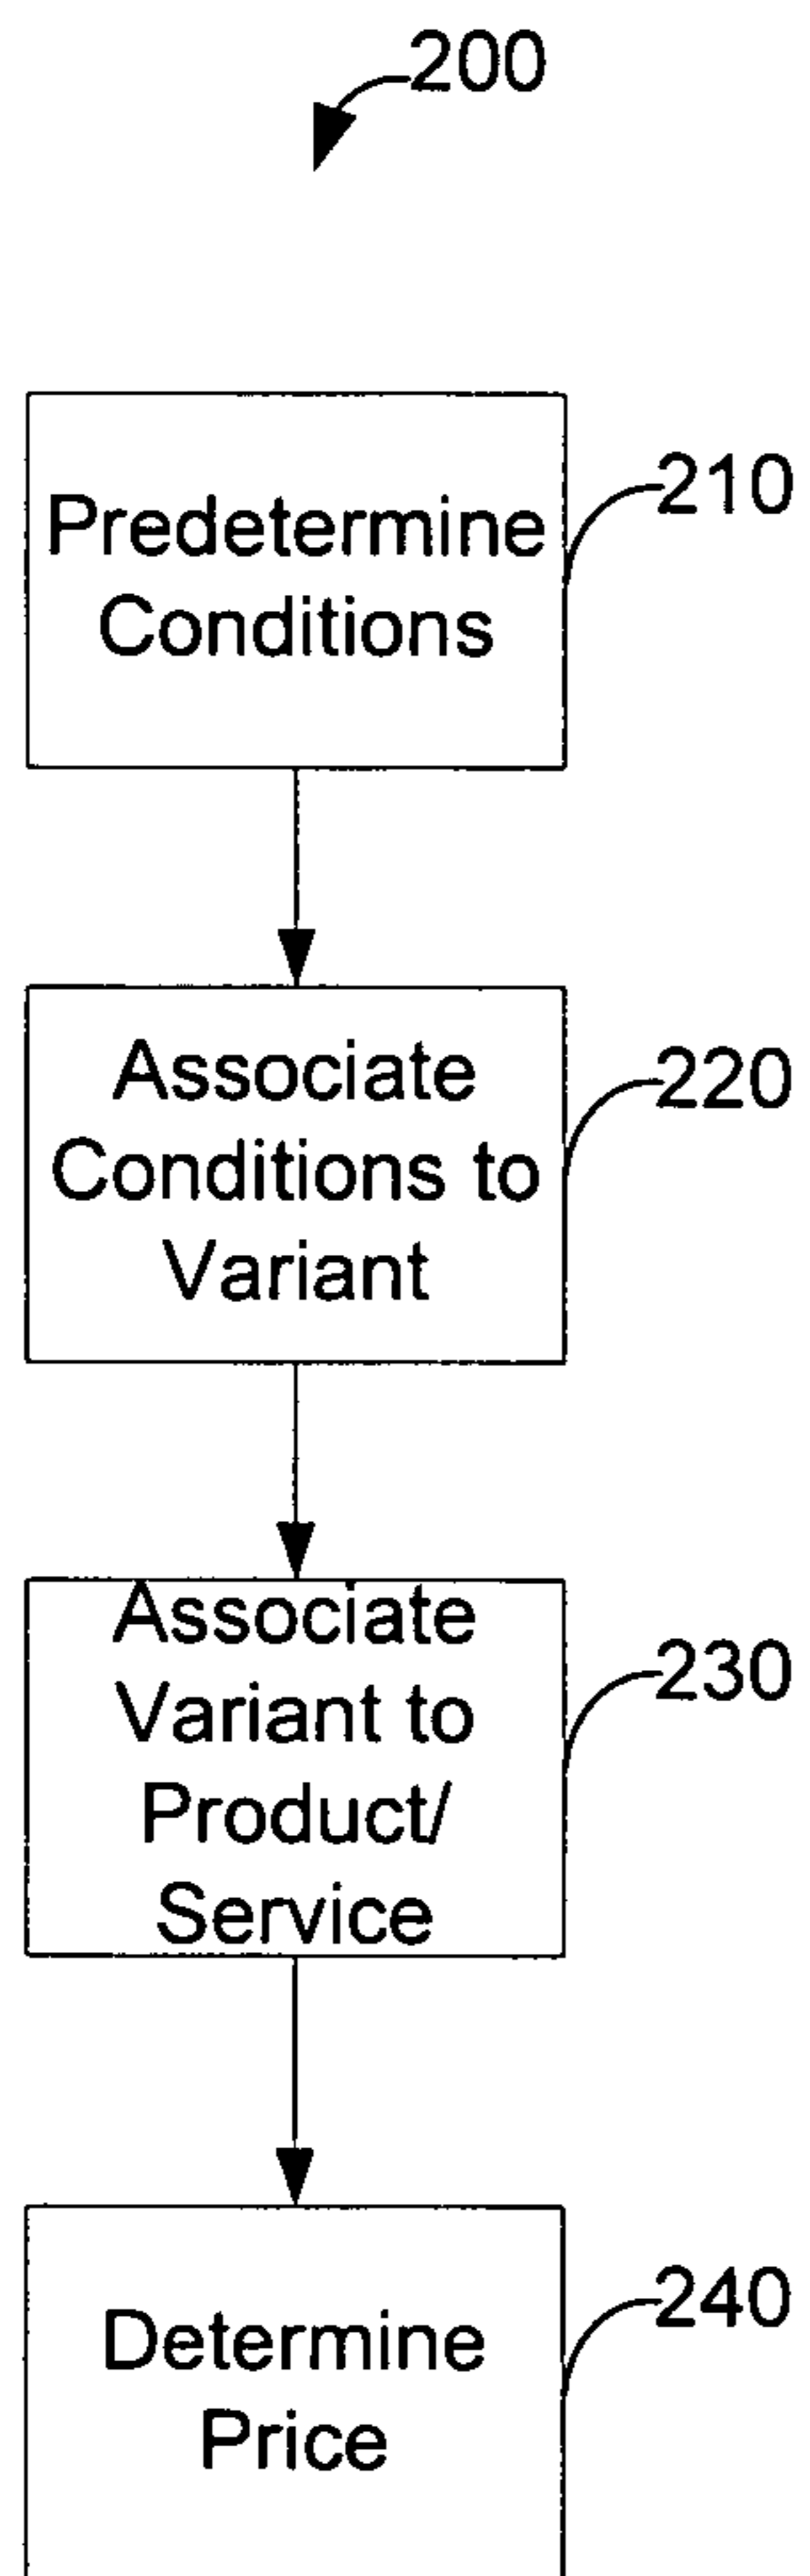 200
Predetermine
Conditions
210
Associate
Conditions to
Variant
220
Associate
Variant to
Product/
Service
230
Determine
Price
240